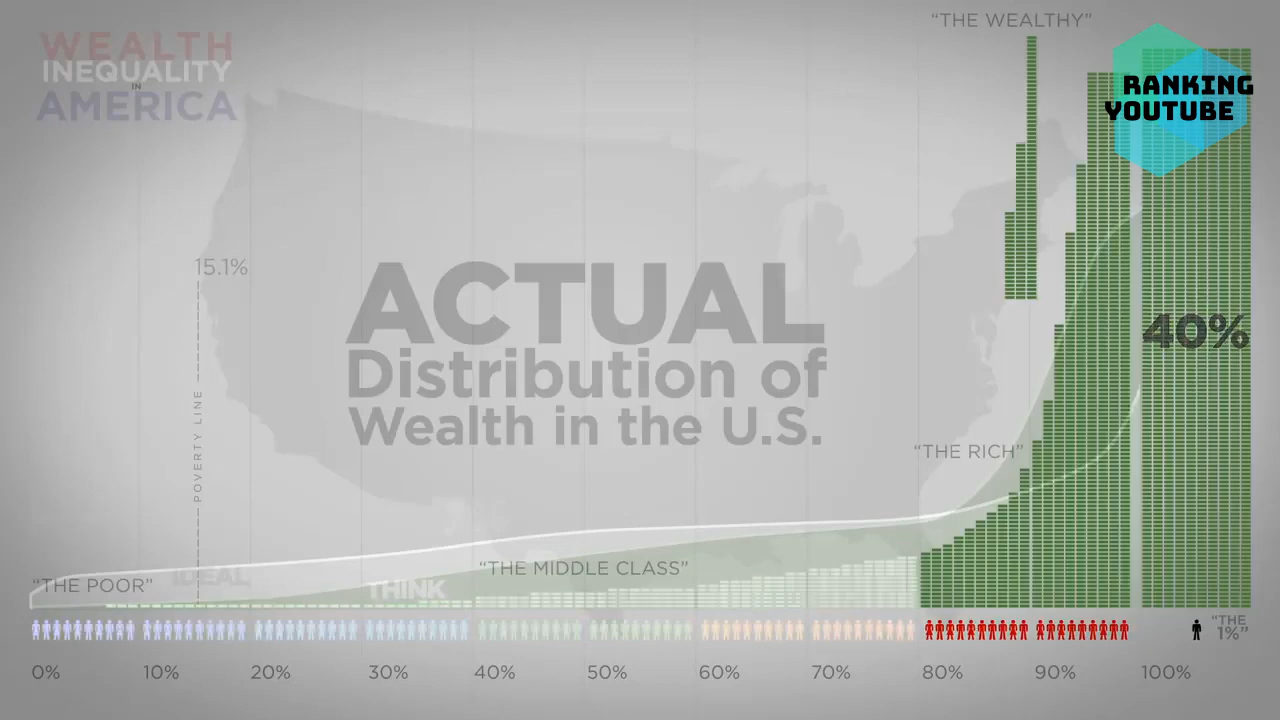 "THE WEALTHY"
WEALTH
INEQUALITY
IN
AMERICA
RANKING
YOUTUBE
15.1%
ACTUAL
Distribution of
Wealth in the U.S.
40%
POVERTY LINE
"THE RICH"
"THE MIDDLE CLASS"
"THE POOR"
IDEAL
THINK
"THE
1%"
0%
10%
20%
30%
40%
50%
60%
70%
80%
90%
100%